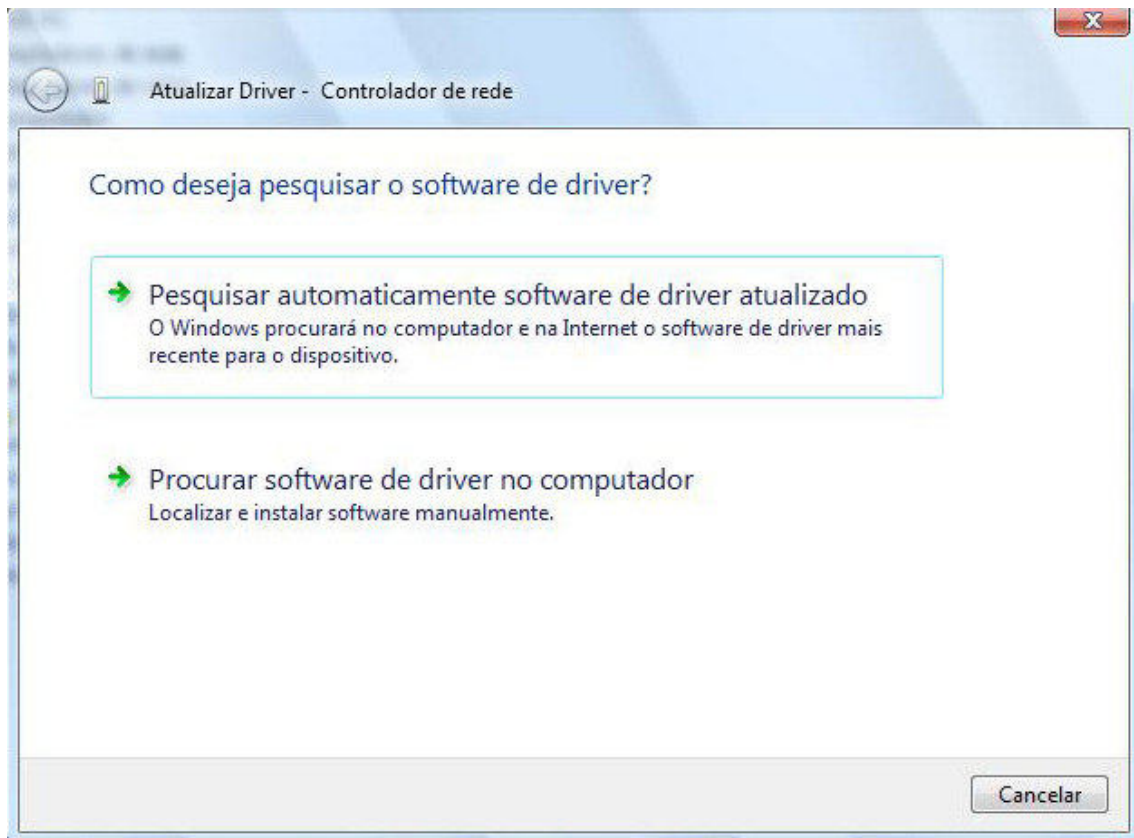 Atualizar Driver - Controlador de rede
Como deseja pesquisar o software de driver?
Pesquisar automaticamente software de driver atualizado
O Windows procurará no computador e na Internet o software de driver mais
recente para o dispositivo.
Procurar software de driver no computador
Localizar e instalar software manualmente.
Cancelar